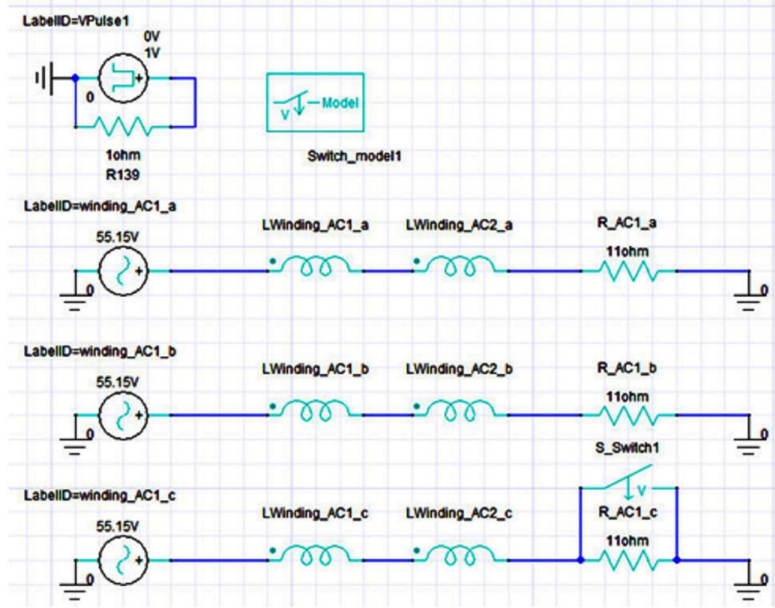 LabelID=VPulse1
0V
1V
0
1ohm
R139
V
Model
Switch_model1
LabelID=winding_AC1_a
55.15V
LWinding_AC1_a
LWinding_AC2_a
R_AC1_a
11ohm
0
0
LabelID=winding_AC1_b
55.15V
LWinding_AC1_b
LWinding_AC2_b
R_AC1_b
11ohm
0
0
S_Switch1
V
LabelID=winding_AC1_c
55.15V
LWinding_AC1_c
LWinding_AC2_c
R_AC1_c
11ohm
0
0